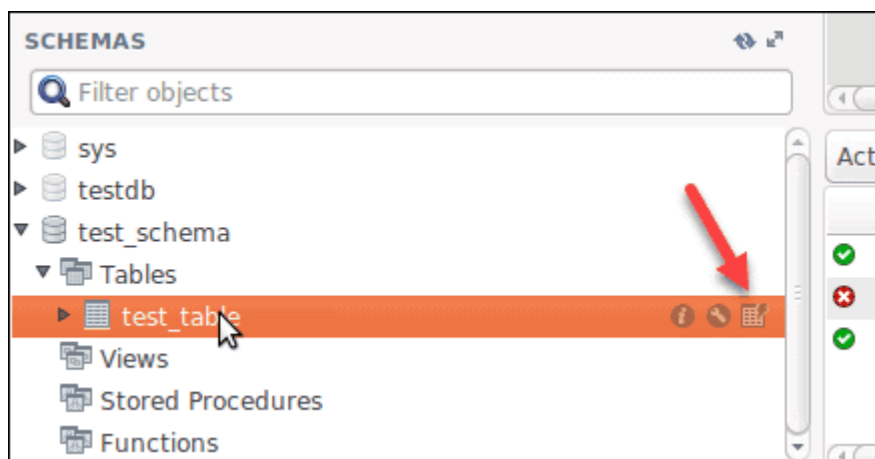 SCHEMAS
Filter objects
sys
testdb
test_schema
Tables
test_table
Views
Stored Procedures
Functions
Act